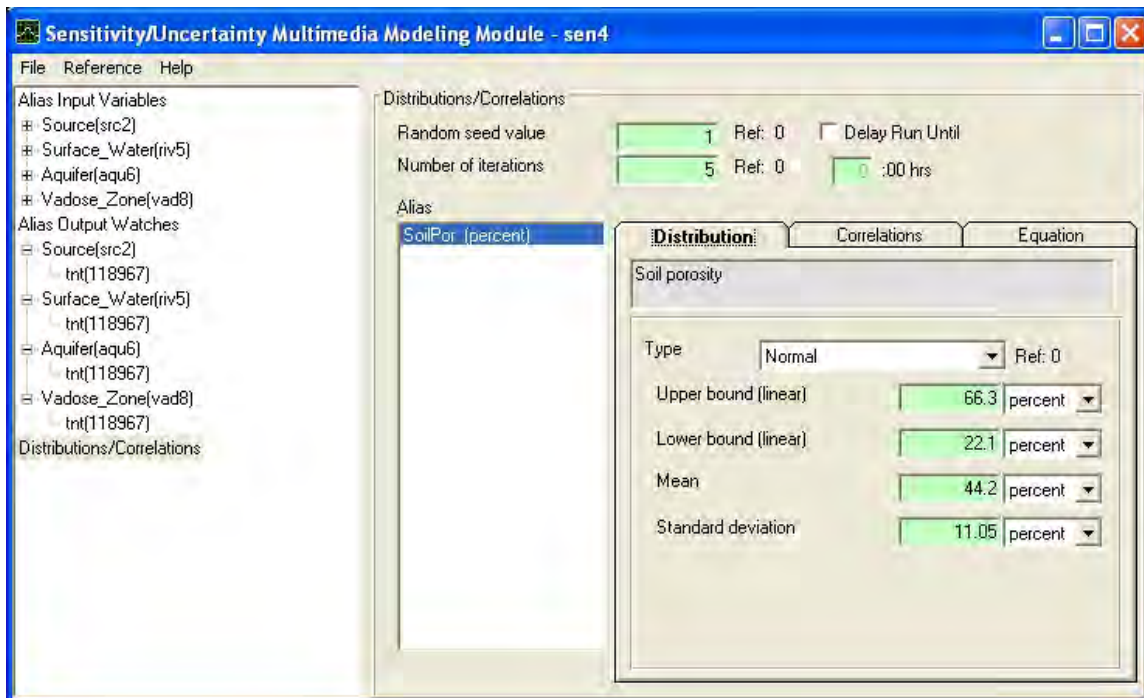 Sensitivity/Uncertainty Multimedia Modeling Module - sen4
File Reference Help
Alias Input Variables
Source(src2)
Surface_Water(riv5)
Aquifer(aqu6)
Vadose_Zone(vad8)
Alias Output Watches
Source(src2)
tnt(118967)
Surface_Water(riv5)
tnt(118967)
Aquifer(aqu6)
tnt(118967)
Vadose_Zone(vad8)
tnt(118967)
Distributions/Correlations
Distributions/Correlations
Random seed value 1 Ref: 0 Delay Run Until
Number of iterations 5 Ref: 0 0 :00 hrs
Alias
SoilPor (percent)
Distribution Correlations Equation
Soil porosity
Type Normal Ref: 0
Upper bound (linear) 66.3 percent
Lower bound (linear) 22.1 percent
Mean 44.2 percent
Standard deviation 11.05 percent